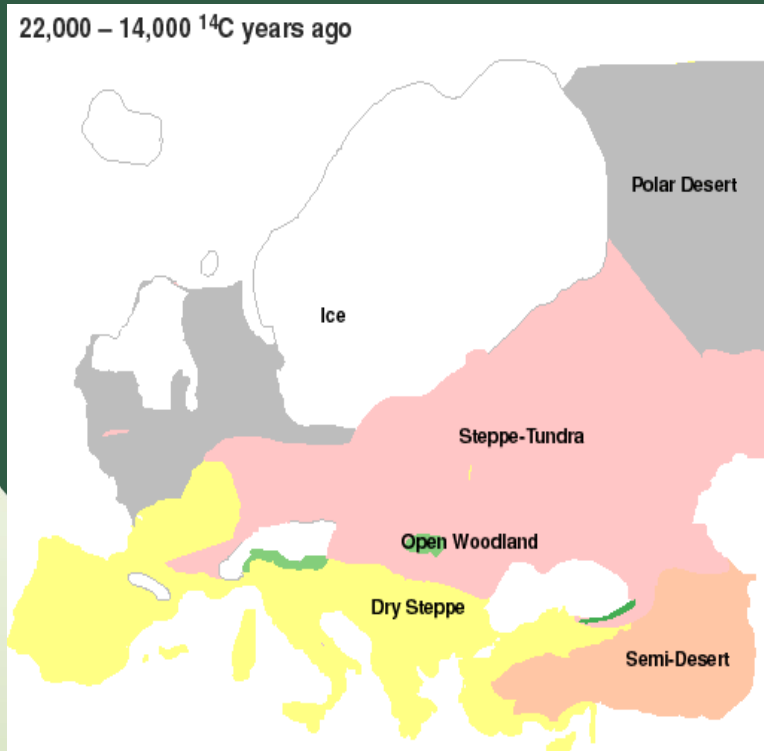 22,000 – 14,000 ¹⁴C years ago
Polar Desert
Ice
Steppe-Tundra
Open Woodland
Dry Steppe
Semi-Desert